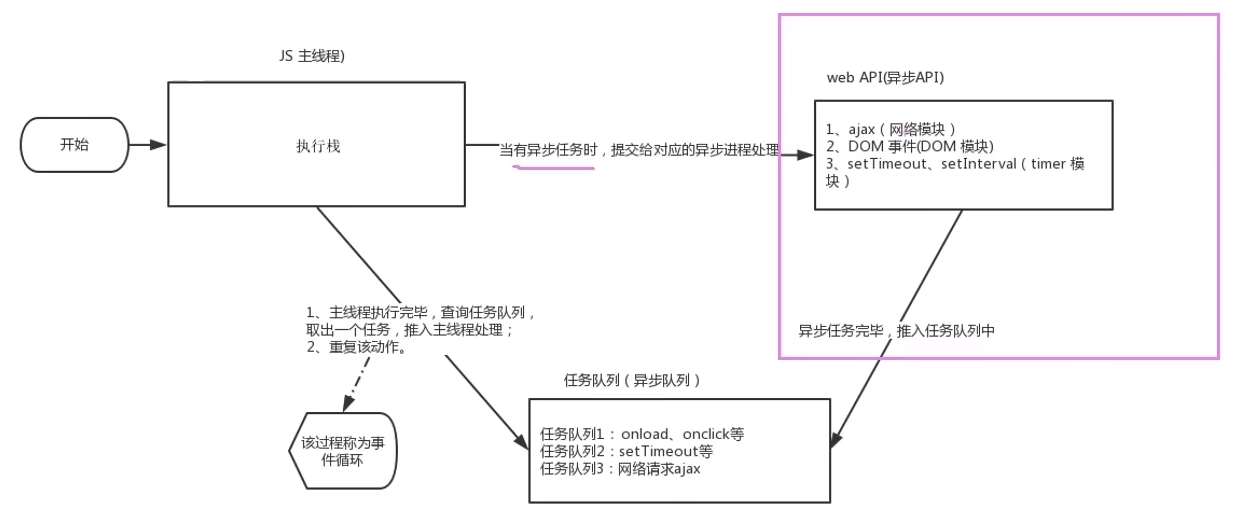 JS 主线程)
web API(异步API)
开始
执行栈
当有异步任务时，提交给对应的异步进程处理
1、ajax（网络模块）
2、DOM 事件(DOM 模块)
3、setTimeout、setInterval（timer 模
块）
1、主线程执行完毕，查询任务队列，
取出一个任务，推入主线程处理；
2、重复该动作。
异步任务完毕，推入任务队列中
任务队列（异步队列）
该过程称为事
件循环
任务队列1：onload、onclick等
任务队列2：setTimeout等
任务队列3：网络请求ajax